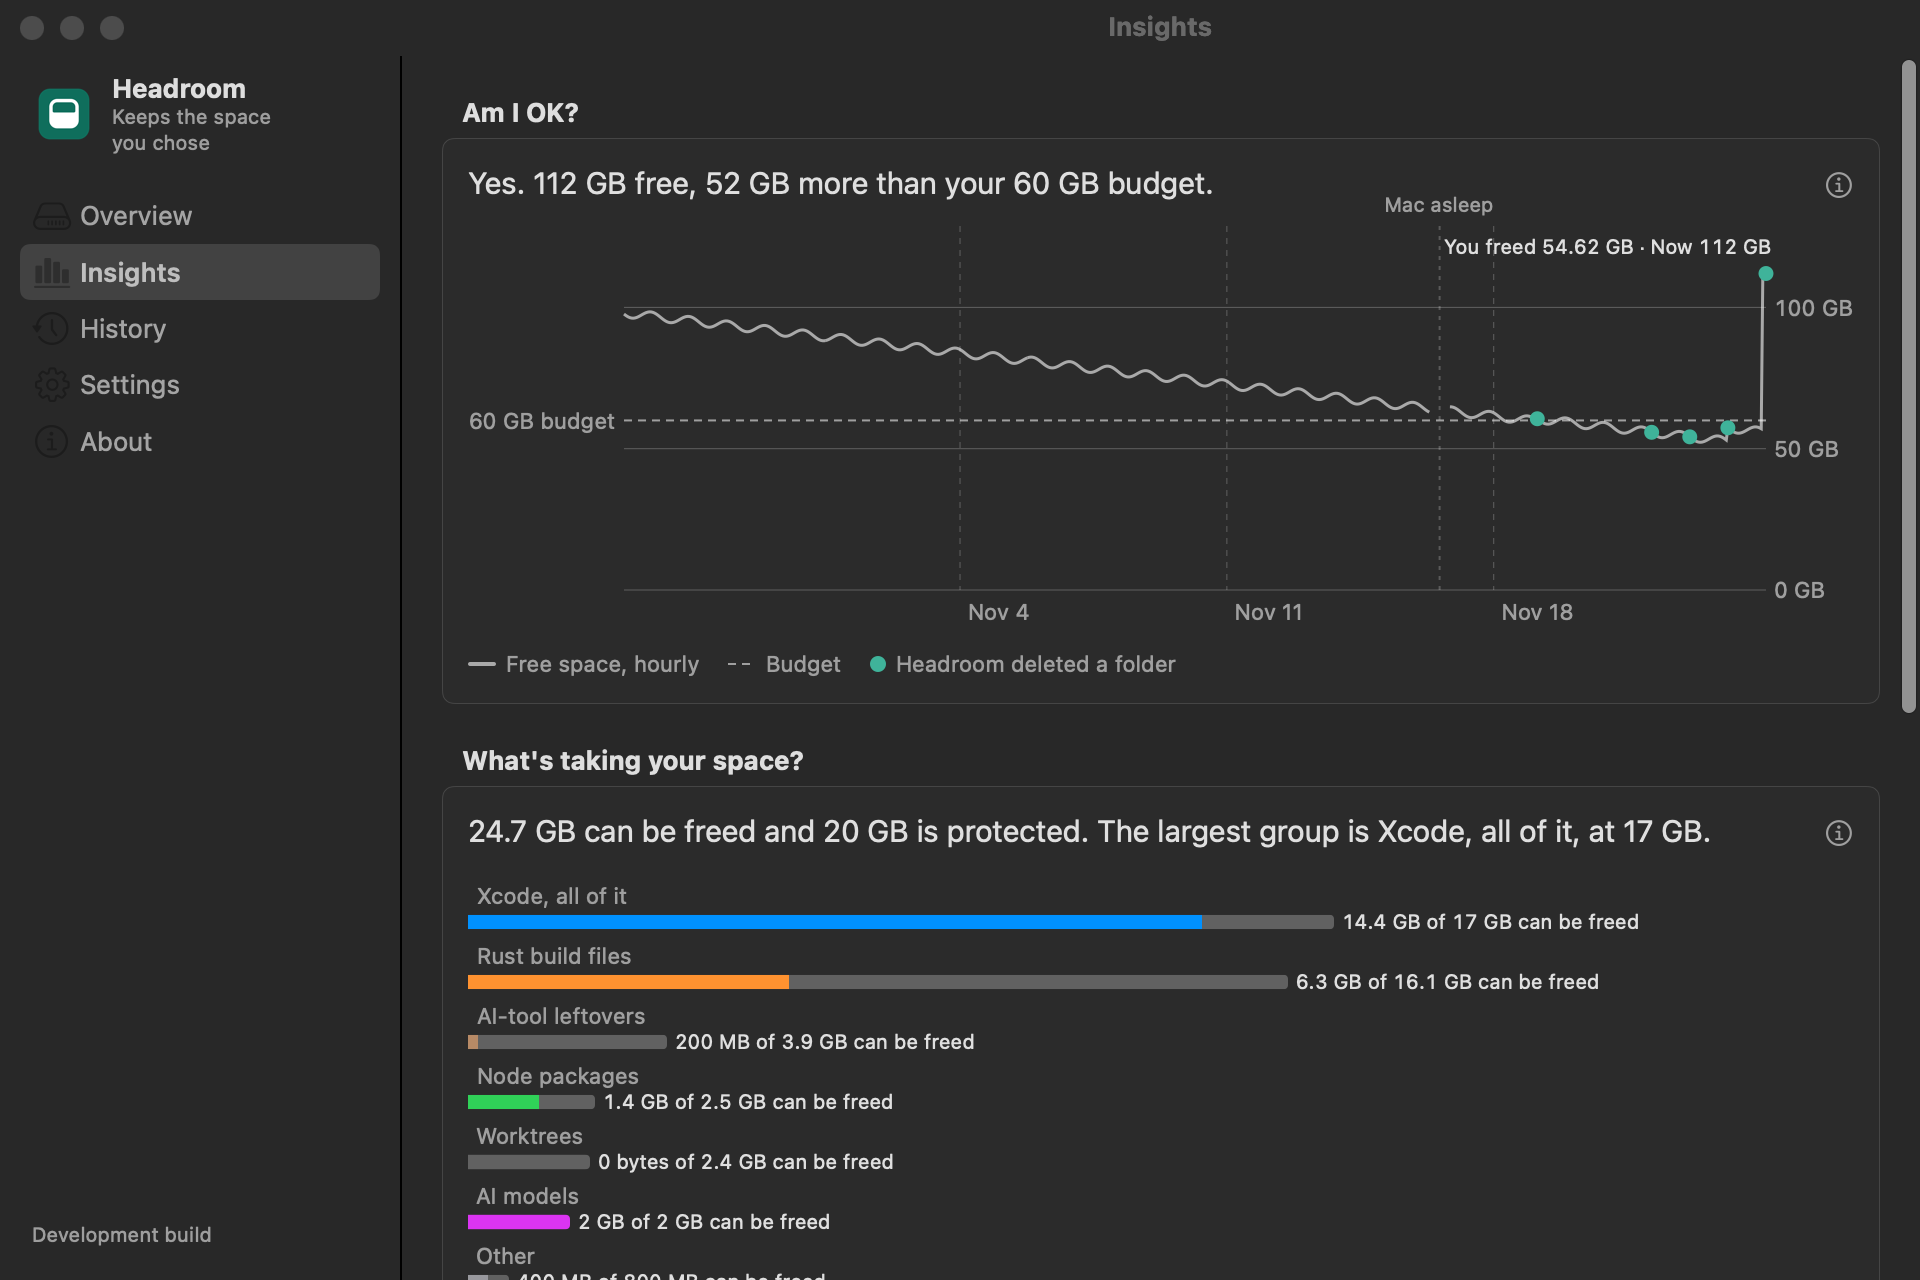 Insights
Headroom
Keeps the space
you chose
Overview
Insights
History
Settings
About
Development build
Am I OK?
Yes. 112 GB free, 52 GB more than your 60 GB budget.
Mac asleep
You freed 54.62 GB · Now 112 GB
100 GB
60 GB budget
50 GB
0 GB
Nov 4
Nov 11
Nov 18
Free space, hourly
Budget
Headroom deleted a folder
What's taking your space?
24.7 GB can be freed and 20 GB is protected. The largest group is Xcode, all of it, at 17 GB.
Xcode, all of it
14.4 GB of 17 GB can be freed
Rust build files
6.3 GB of 16.1 GB can be freed
AI-tool leftovers
200 MB of 3.9 GB can be freed
Node packages
1.4 GB of 2.5 GB can be freed
Worktrees
0 bytes of 2.4 GB can be freed
AI models
2 GB of 2 GB can be freed
Other
400 MB of 800 MB can be freed